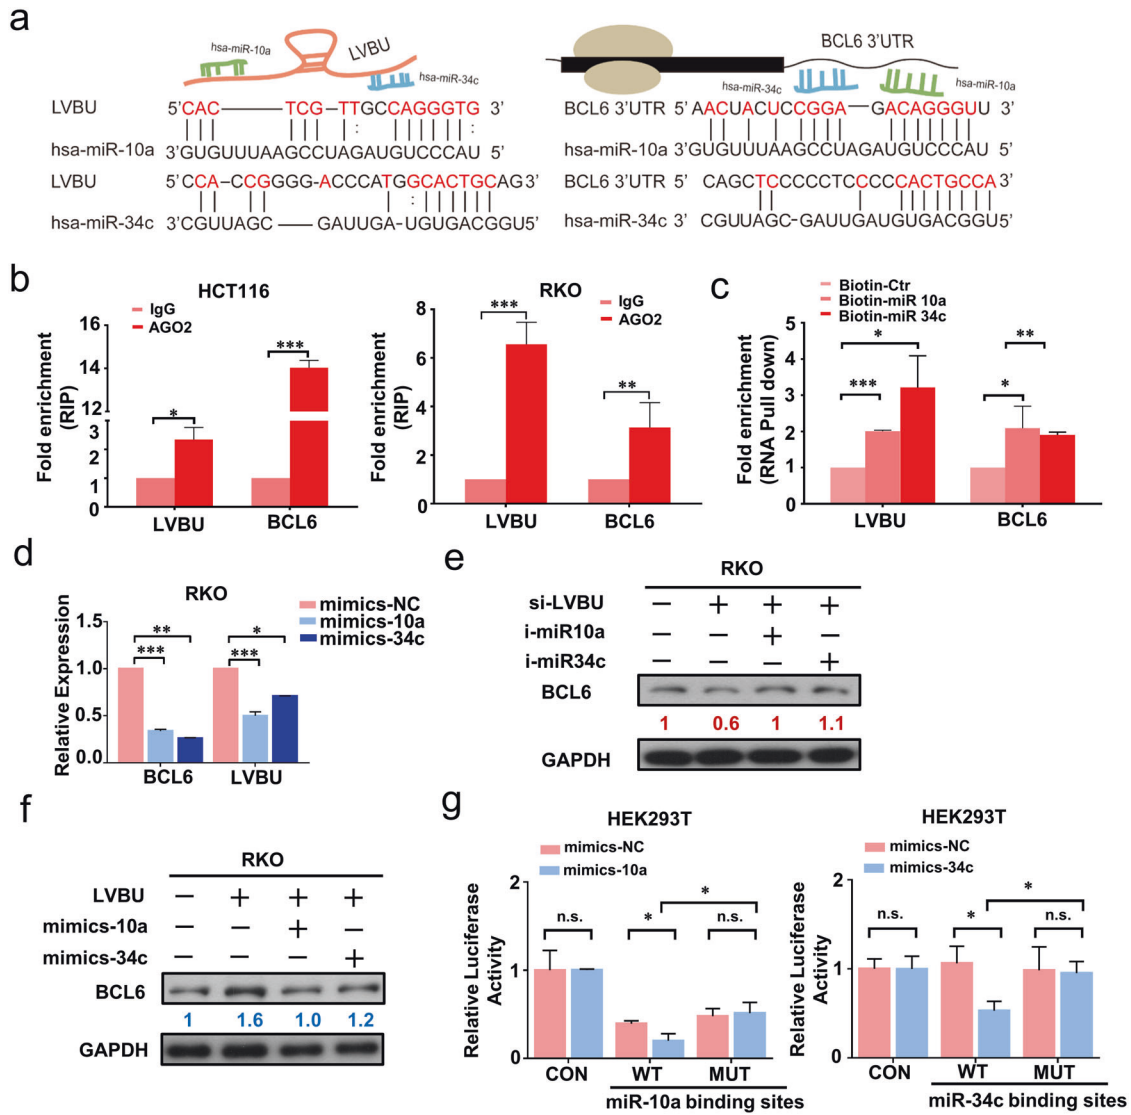 a
hsa-miR-10a
LVBU
hsa-miR-34c
LVBU 5'CAC TCG TTGCCAGGGTG 3'
hsa-miR-10a 3'GUGUUUAAGCCUAGAUGUCCCAU 5'
LVBU 5'CCA CCGGGG ACCCATGGCACTGCAG3'
hsa-miR-34c 3'CGUUAGC GAUUGA-UGUGACGGU5'
BCL6 3'UTR
hsa-miR-34c
hsa-miR-10a
BCL6 3'UTR 5' AACUACUCCGGA GACAGGGUU 3'
hsa-miR-10a 3'GUGUUUAAGCCUAGAUGUCCCAU 5'
BCL6 3'UTR 5' CAGCTCCCCCTCCCCCACTGCCA 3'
hsa-miR-34c 3' CGUUAGC-GAUUGAUGUGACGGU5'
b
HCT116
IgG
AGO2
Fold enrichment
(RIP)
16
14
12
3
2
1
0
*
***
LVBU
BCL6
RKO
IgG
AGO2
Fold enrichment
(RIP)
8
6
4
2
0
***
**
LVBU
BCL6
c
Biotin-Ctr
Biotin-miR 10a
Biotin-miR 34c
Fold enrichment
(RNA Pull down)
5
4
3
2
1
0
*
***
**
*
LVBU
BCL6
d
RKO
mimics-NC
mimics-10a
mimics-34c
Relative Expression
1.5
1.0
0.5
0.0
**
***
*
***
BCL6
LVBU
e
RKO
si-LVBU − + + +
i-miR10a − − + −
i-miR34c − − − +
BCL6
1 0.6 1 1.1
GAPDH
f
RKO
LVBU − + + +
mimics-10a − − + −
mimics-34c − − − +
BCL6
1 1.6 1.0 1.2
GAPDH
g
HEK293T
mimics-NC
mimics-10a
Relative Luciferase
Activity
2
1
0
n.s.
*
*
n.s.
CON
WT
MUT
miR-10a binding sites
HEK293T
mimics-NC
mimics-34c
Relative Luciferase
Activity
2
1
0
n.s.
*
*
n.s.
CON
WT
MUT
miR-34c binding sites